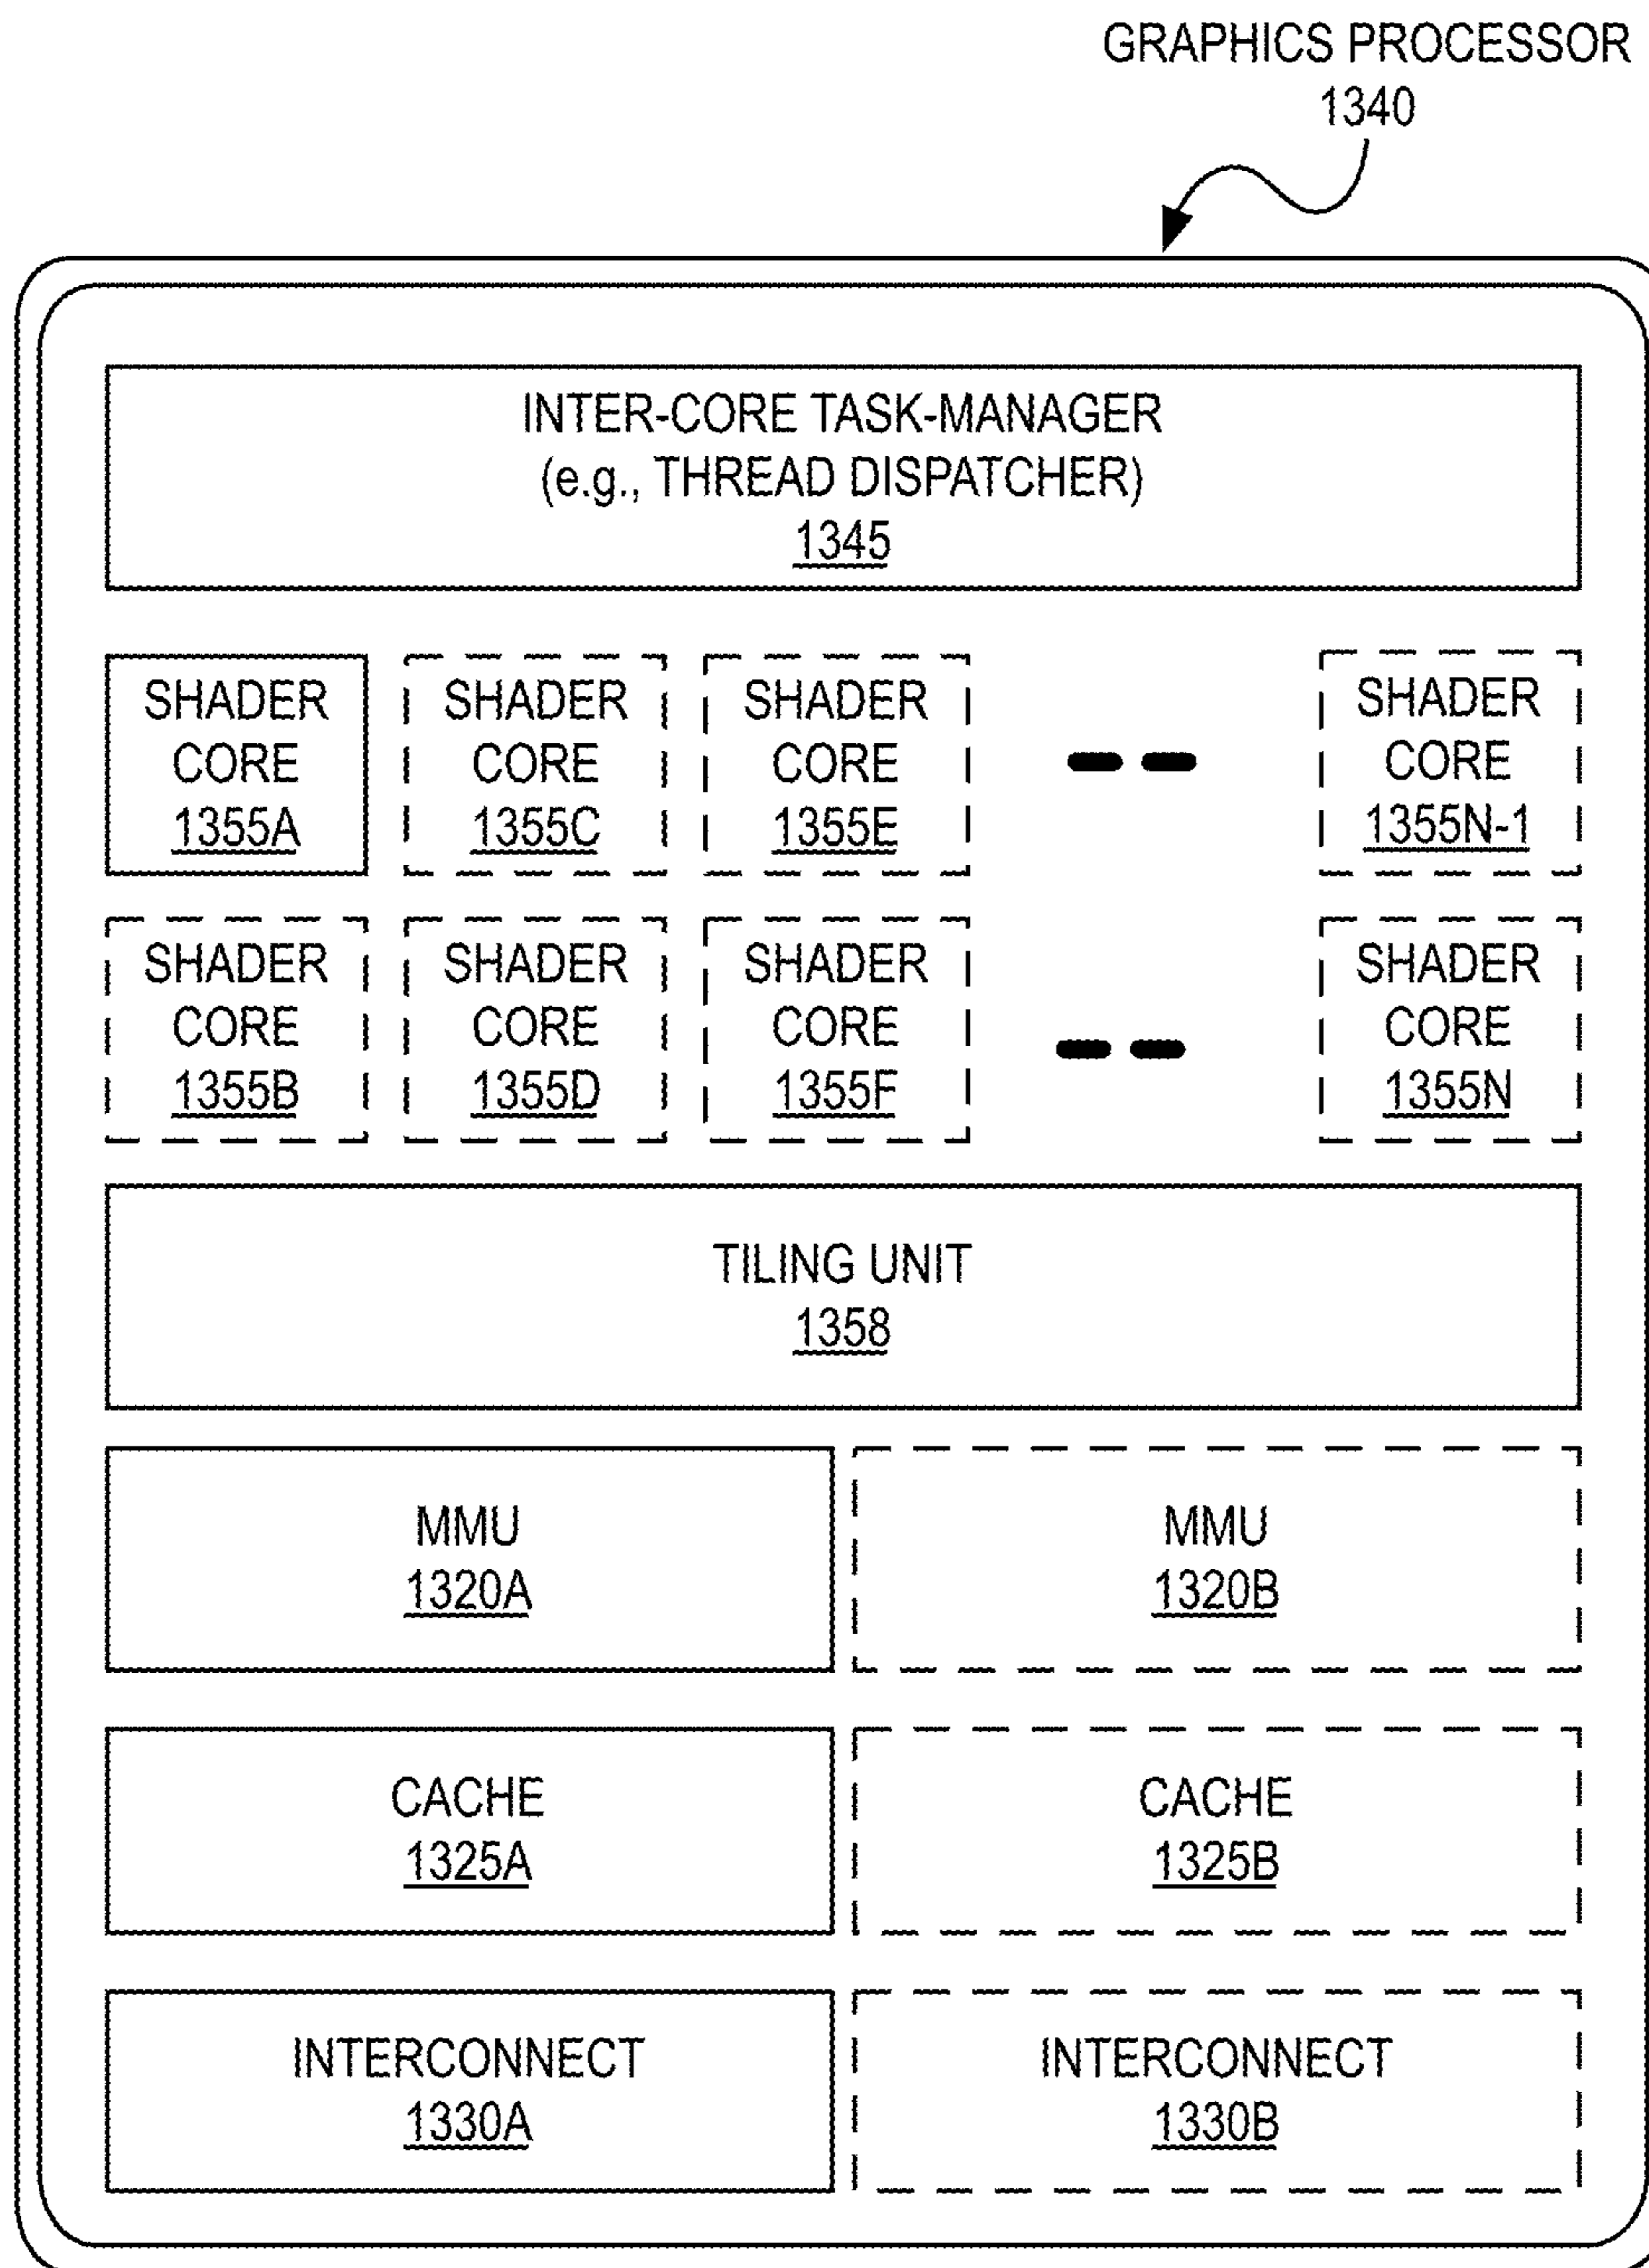 GRAPHICS PROCESSOR
1340
INTER-CORE TASK-MANAGER
(e.g., THREAD DISPATCHER)
1345
SHADER
CORE
1355A
SHADER
CORE
1355C
SHADER
CORE
1355E
SHADER
CORE
1355N-1
SHADER
CORE
1355B
SHADER
CORE
1355D
SHADER
CORE
1355F
SHADER
CORE
1355N
TILING UNIT
1358
MMU
1320A
MMU
1320B
CACHE
1325A
CACHE
1325B
INTERCONNECT
1330A
INTERCONNECT
1330B